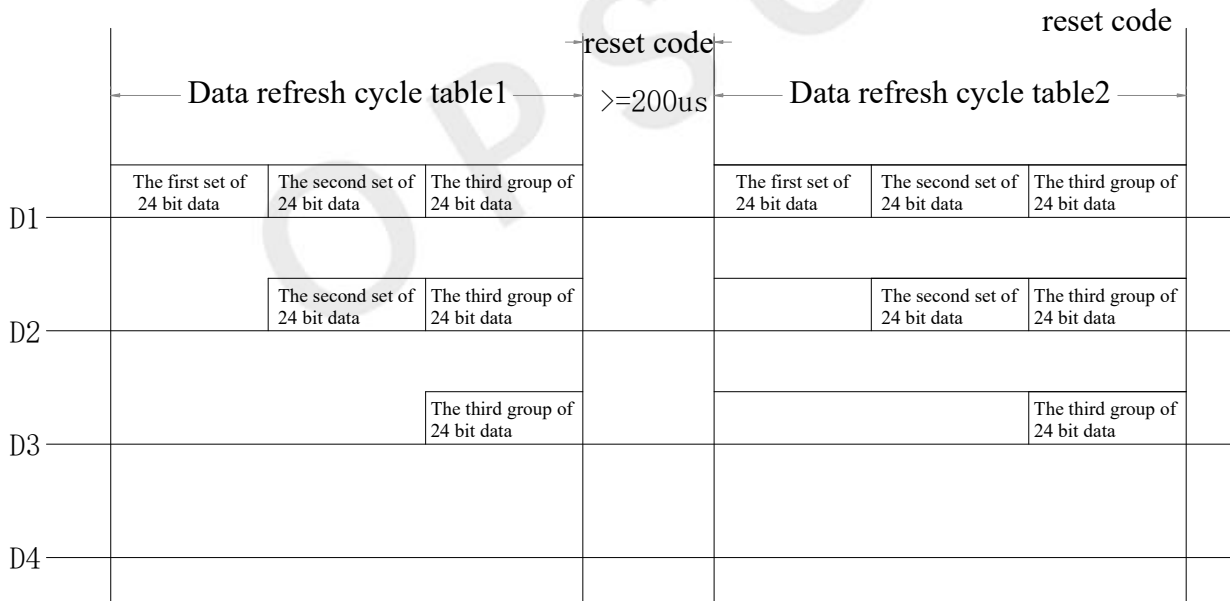 reset code
reset code
Data refresh cycle table1
>=200us
Data refresh cycle table2
The first set of
24 bit data
The second set of
24 bit data
The third group of
24 bit data
The first set of
24 bit data
The second set of
24 bit data
The third group of
24 bit data
D1
The second set of
24 bit data
The third group of
24 bit data
The second set of
24 bit data
The third group of
24 bit data
D2
The third group of
24 bit data
The third group of
24 bit data
D3
D4